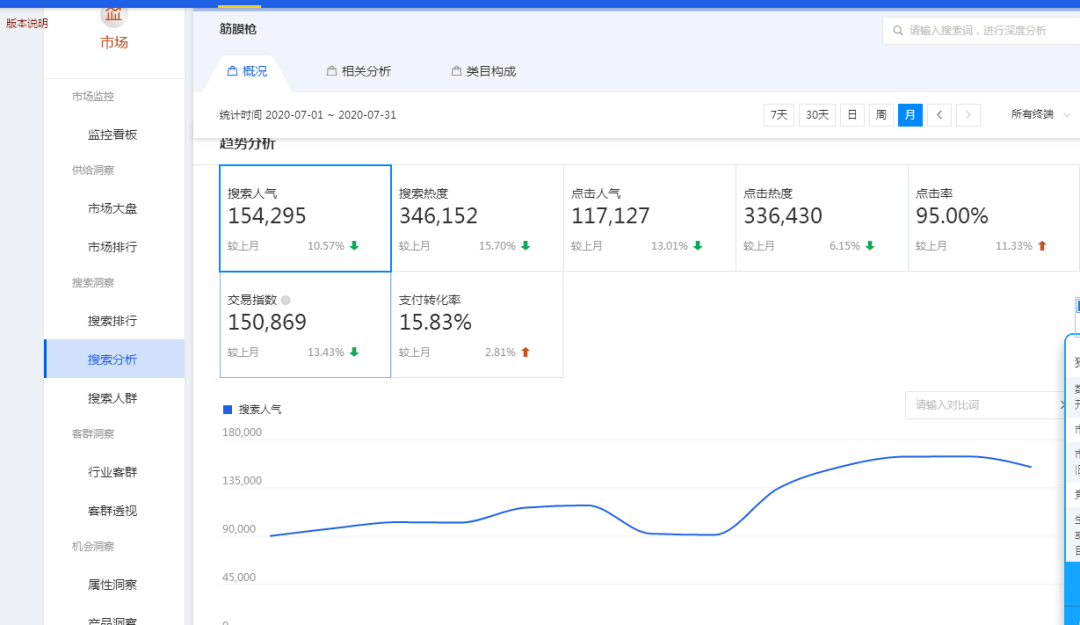 版本说明
市场
市场监控
监控看板
供给洞察
市场大盘
市场排行
搜索洞察
搜索排行
搜索分析
搜索人群
客群洞察
行业客群
客群透视
机会洞察
属性洞察
产品洞察
筋膜枪
请输入搜索词，进行深度分析
概况
相关分析
类目构成
统计时间 2020-07-01 ~ 2020-07-31
7天
30天
日
周
月
所有终端
趋势分析
搜索人气
154,295
较上月 10.57%
搜索热度
346,152
较上月 15.70%
点击人气
117,127
较上月 13.01%
点击热度
336,430
较上月 6.15%
点击率
95.00%
较上月 11.33%
交易指数
150,869
较上月 13.43%
支付转化率
15.83%
较上月 2.81%
搜索人气
请输入对比词
180,000
135,000
90,000
45,000
0